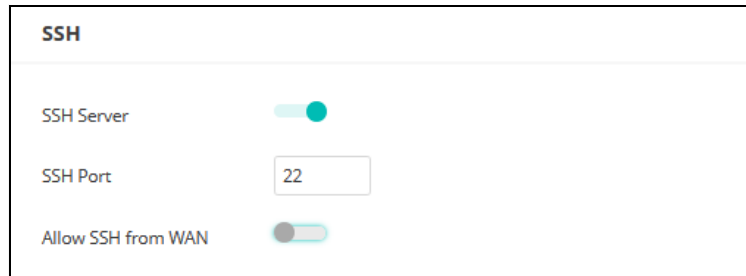 SSH
SSH Server
SSH Port 22
Allow SSH from WAN